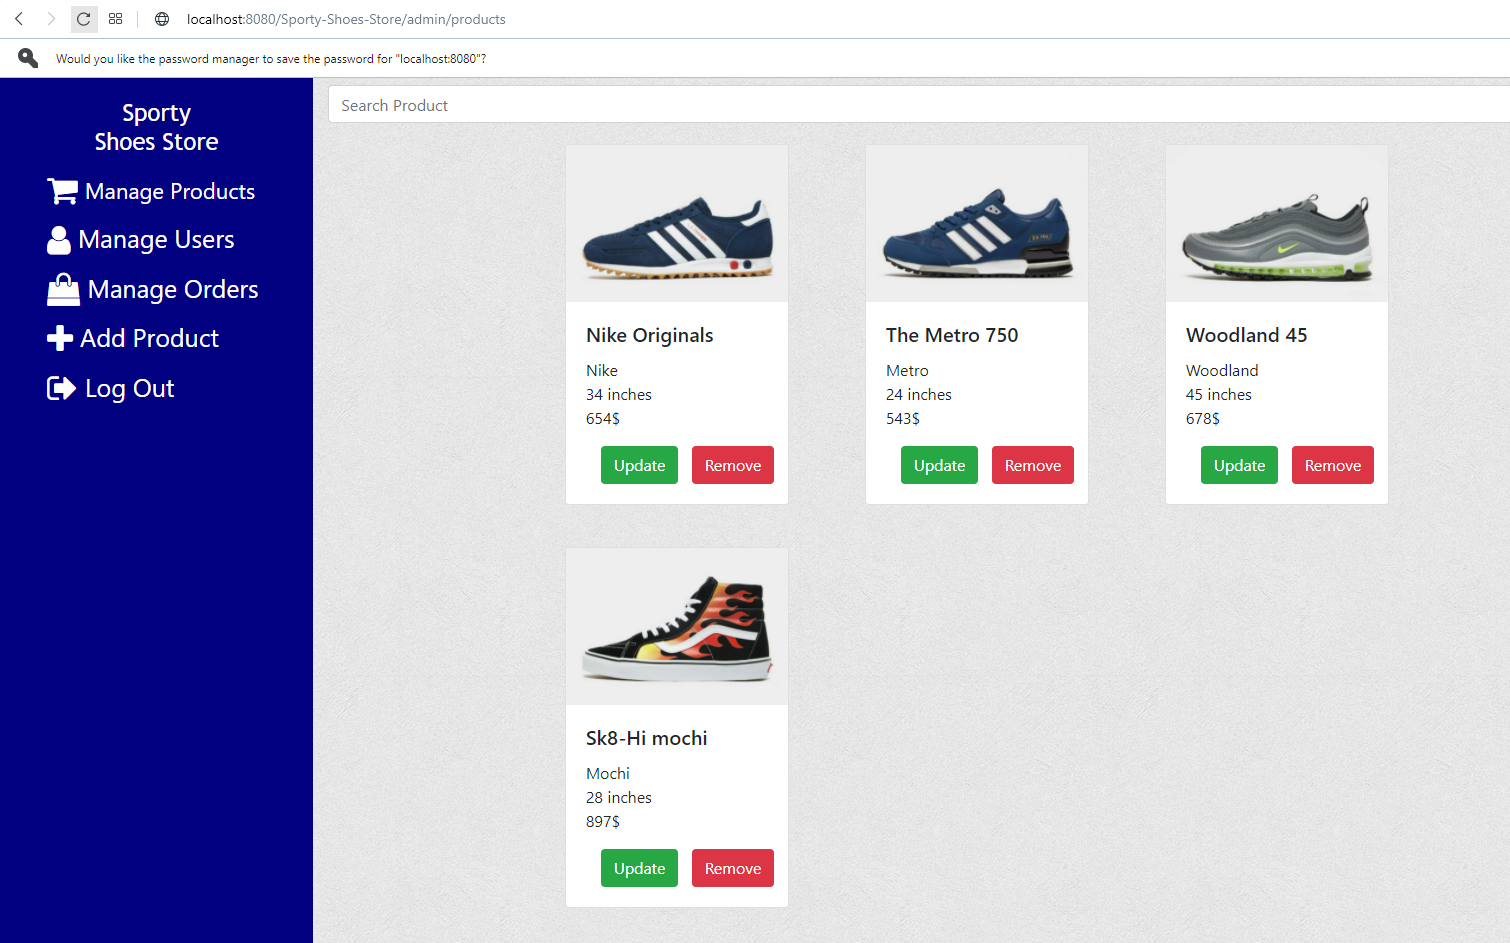 localhost:8080/Sporty-Shoes-Store/admin/products
Would you like the password manager to save the password for "localhost:8080"?
Sporty
Shoes Store
Manage Products
Manage Users
Manage Orders
Add Product
Log Out
Search Product
Nike Originals
Nike
34 inches
654$
Update Remove
The Metro 750
Metro
24 inches
543$
Update Remove
Woodland 45
Woodland
45 inches
678$
Update Remove
Sk8-Hi mochi
Mochi
28 inches
897$
Update Remove